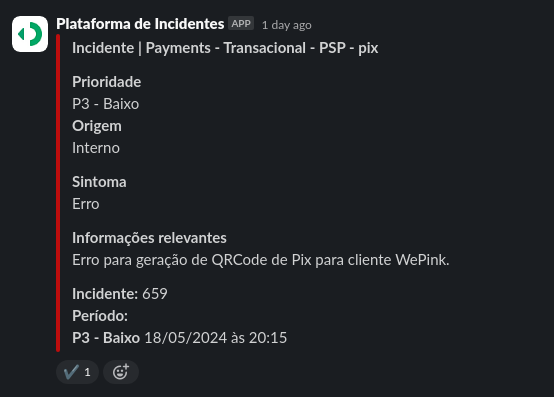 Plataforma de Incidentes APP 1 day ago
Incidente | Payments - Transacional - PSP - pix
Prioridade
P3 - Baixo
Origem
Interno
Sintoma
Erro
Informações relevantes
Erro para geração de QRCode de Pix para cliente WePink.
Incidente: 659
Período:
P3 - Baixo 18/05/2024 às 20:15
1